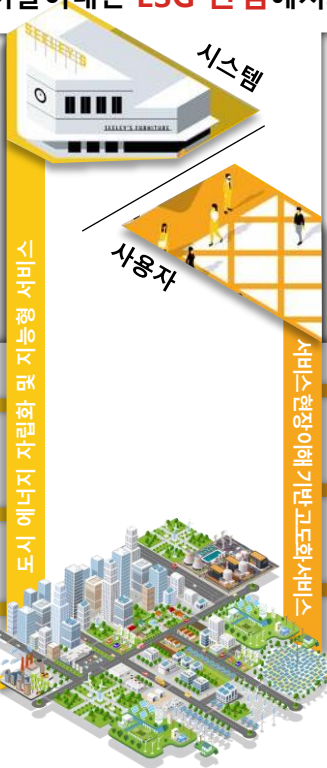 ESG
에서
SEELEY'S
시스템
SEELEY'S FURNITURE
사용자
도시 에너지 자립화 및 지능형 서비스
서비스 현장이해 기반 고도화서비스